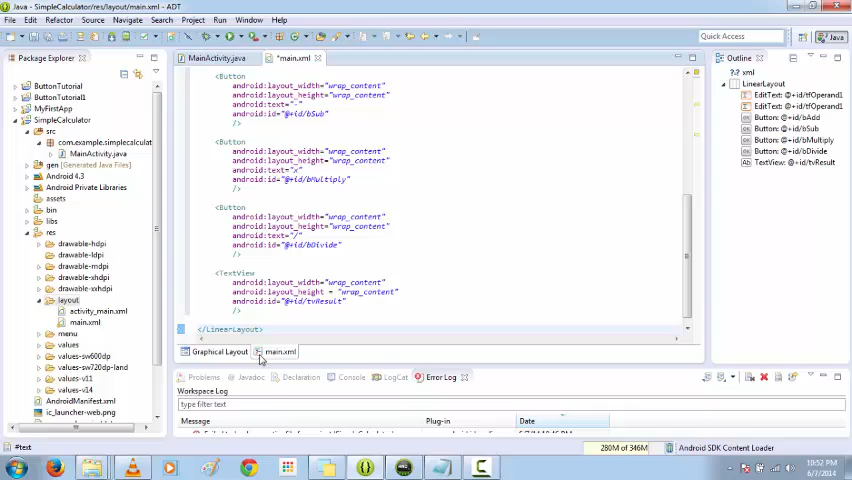 Java - SimpleCalculator/res/layout/main.xml - ADT
File Edit Refactor Source Navigate Search Project Run Window Help
Quick Access
Java
Package Explorer
MainActivity.java
*main.xml
Outline
ButtonTutorial
ButtonTutorial1
MyFirstApp
SimpleCalculator
src
com.example.simplecalculat
MainActivity.java
gen [Generated Java Files]
Android 4.3
Android Private Libraries
assets
bin
libs
res
drawable-hdpi
drawable-ldpi
drawable-mdpi
drawable-xhdpi
drawable-xxhdpi
layout
activity_main.xml
main.xml
menu
values
values-sw600dp
values-sw720dp-land
values-v11
values-v14
AndroidManifest.xml
ic_launcher-web.png
<Button
android:layout_width="wrap_content"
android:layout_height="wrap_content"
android:text="-"
android:id="@+id/bSub"
/>
<Button
android:layout_width="wrap_content"
android:layout_height="wrap_content"
android:text="x"
android:id="@+id/bMultiply"
/>
<Button
android:layout_width="wrap_content"
android:layout_height="wrap_content"
android:text="/"
android:id="@+id/bDivide"
/>
<TextView
android:layout_width="wrap_content"
android:layout_height = "wrap_content"
android:id="@+id/tvResult"
/>
</LinearLayout>
Graphical Layout
main.xml
xml
LinearLayout
EditText: @+id/tfOperand1
EditText: @+id/tfOperand1
Button: @+id/bAdd
Button: @+id/bSub
Button: @+id/bMultiply
Button: @+id/bDivide
Ab TextView: @+id/tvResult
Problems @ Javadoc Declaration Console LogCat Error Log
Workspace Log
type filter text
Message Plug-in Date
#text
280M of 346M
Android SDK Content Loader
10:52 PM
6/7/2014